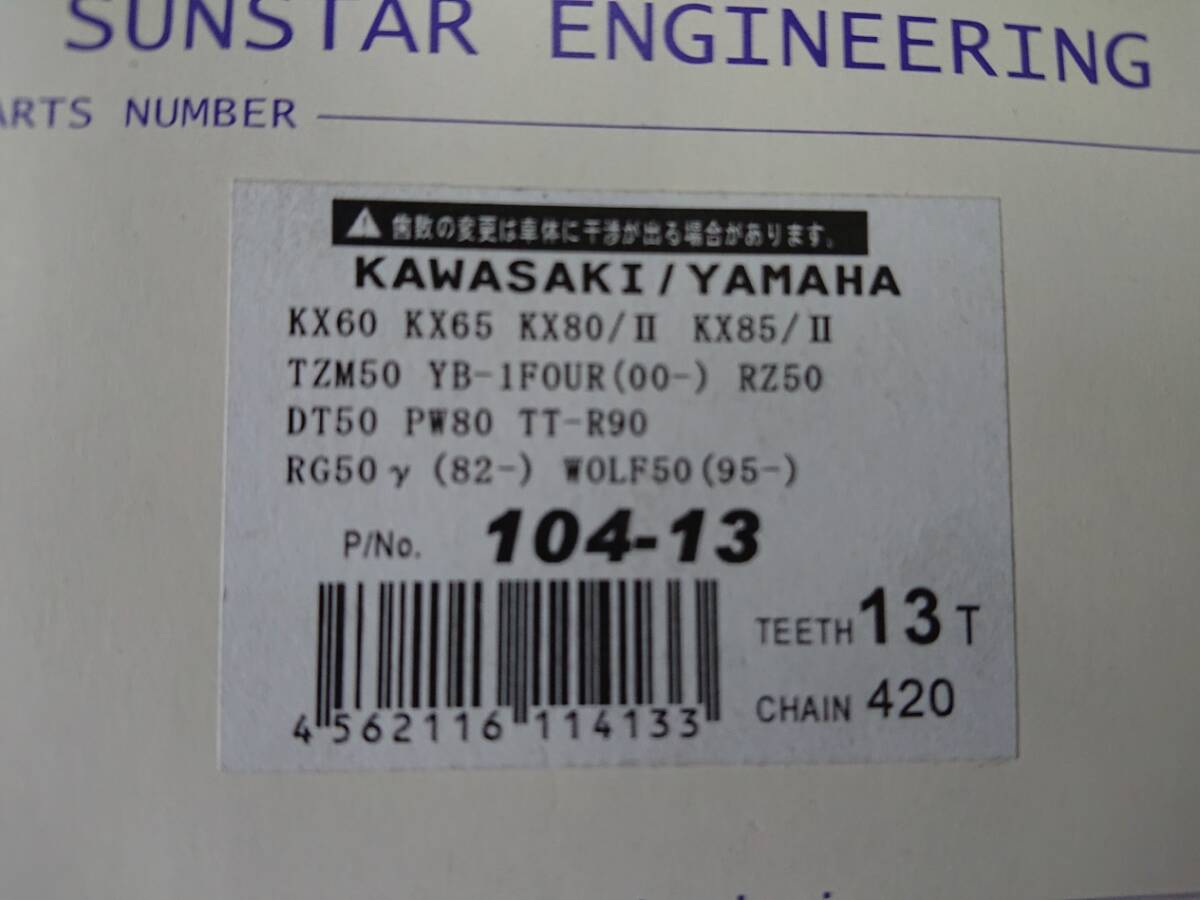 SUNSTAR ENGINEERING
PARTS NUMBER
歯数の変更は車体に干渉が出る場合があります。
KAWASAKI/YAMAHA
KX60 KX65 KX80/II KX85/II
TZM50 YB-1FOUR(00-) RZ50
DT50 PW80 TT-R90
RG50γ (82-) WOLF50(95-)
P/No. 104-13
TEETH 13 T
CHAIN 420
4 562116 114133